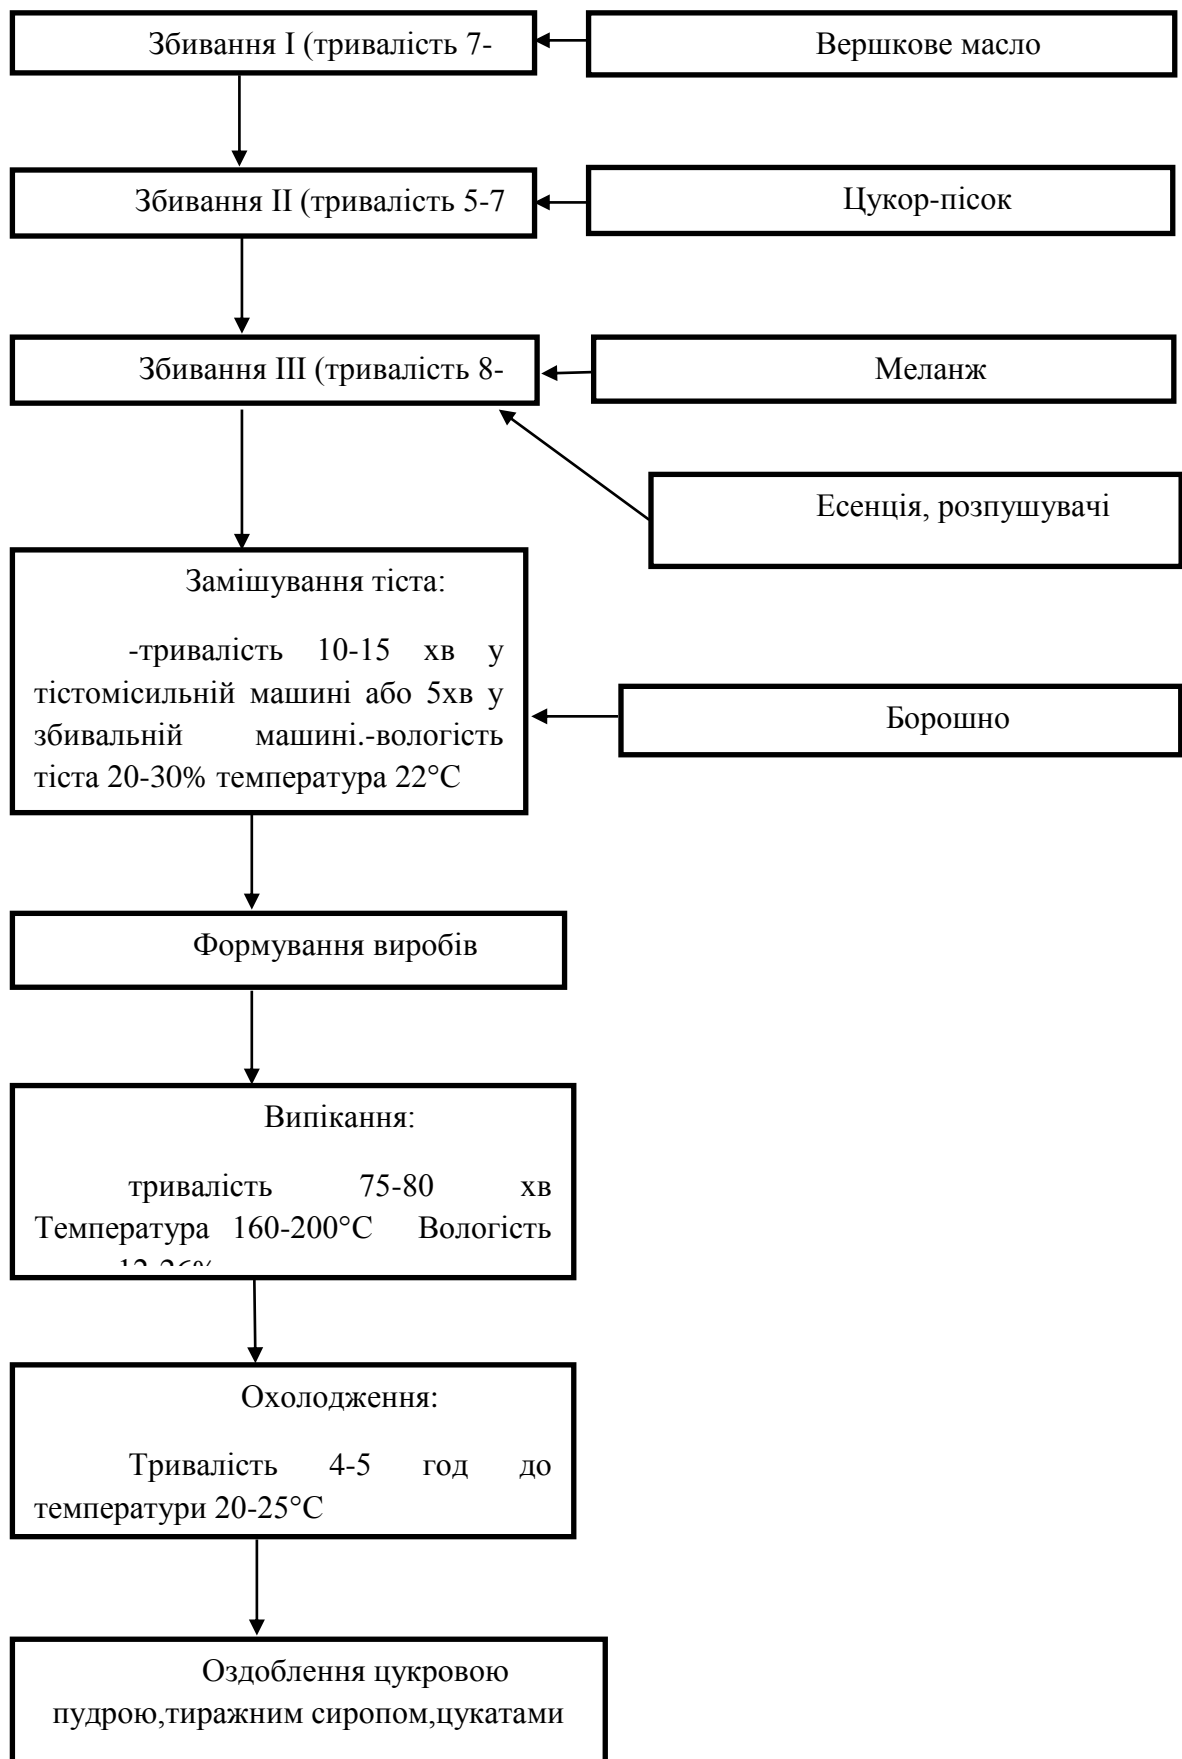 Збивання І (тривалість 7-
Вершкове масло
Збивання ІІ (тривалість 5-7
Цукор-пісок
Збивання ІІІ (тривалість 8-
Меланж
Есенція, розпушувачі
Замішування тіста:
-тривалість 10-15 хв у
тістомісильній машині або 5хв у
збивальній машині.-вологість
тіста 20-30% температура 22°С
Борошно
Формування виробів
Випікання:
тривалість 75-80 хв
Температура 160-200°С Вологість
Охолодження:
Тривалість 4-5 год до
температури 20-25°С
Оздоблення цукровою
пудрою,тиражним сиропом,цукатами